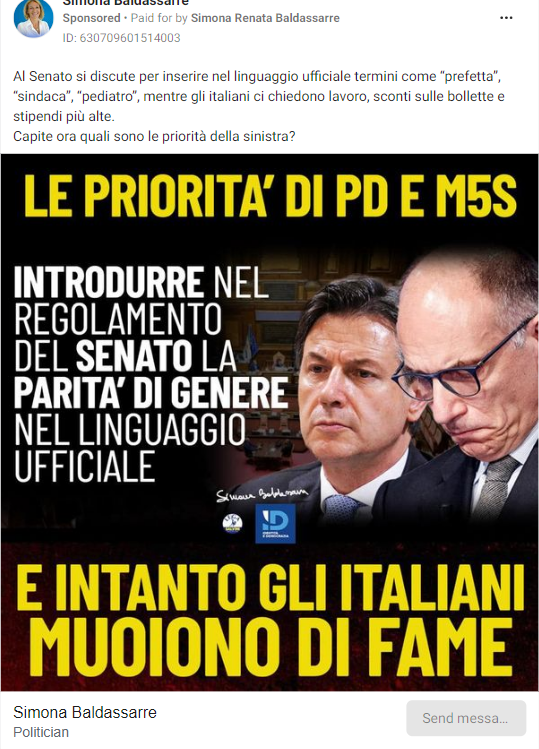 Simona Baldassarre
Sponsored • Paid for by Simona Renata Baldassarre
ID: 630709601514003
Al Senato si discute per inserire nel linguaggio ufficiale termini come “prefetta”,
“sindaca”, “pediatro”, mentre gli italiani ci chiedono lavoro, sconti sulle bollette e
stipendi più alte.
Capite ora quali sono le priorità della sinistra?
LE PRIORITA’ DI PD E M5S
INTRODURRE NEL
REGOLAMENTO
DEL SENATO LA
PARITA’ DI GENERE
NEL LINGUAGGIO
UFFICIALE
Simona Baldassarre
ID
IDENTITÀ E DEMOCRAZIA
E INTANTO GLI ITALIANI
MUOIONO DI FAME
Simona Baldassarre
Politician
Send messa...